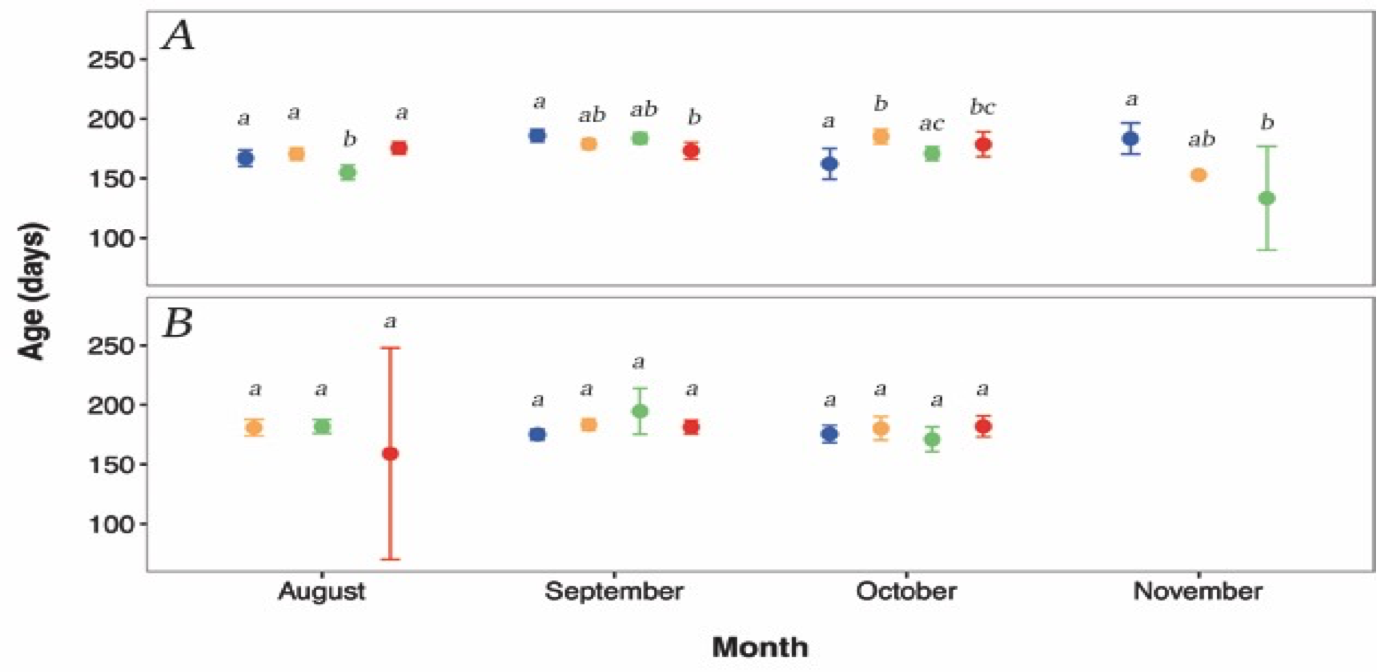 A
250
200
150
100
a a b a
a ab ab b
a b ac bc
a ab b
B
250
200
150
100
a a a
a a a a
a a a a
August September October November
Age (days)
Month